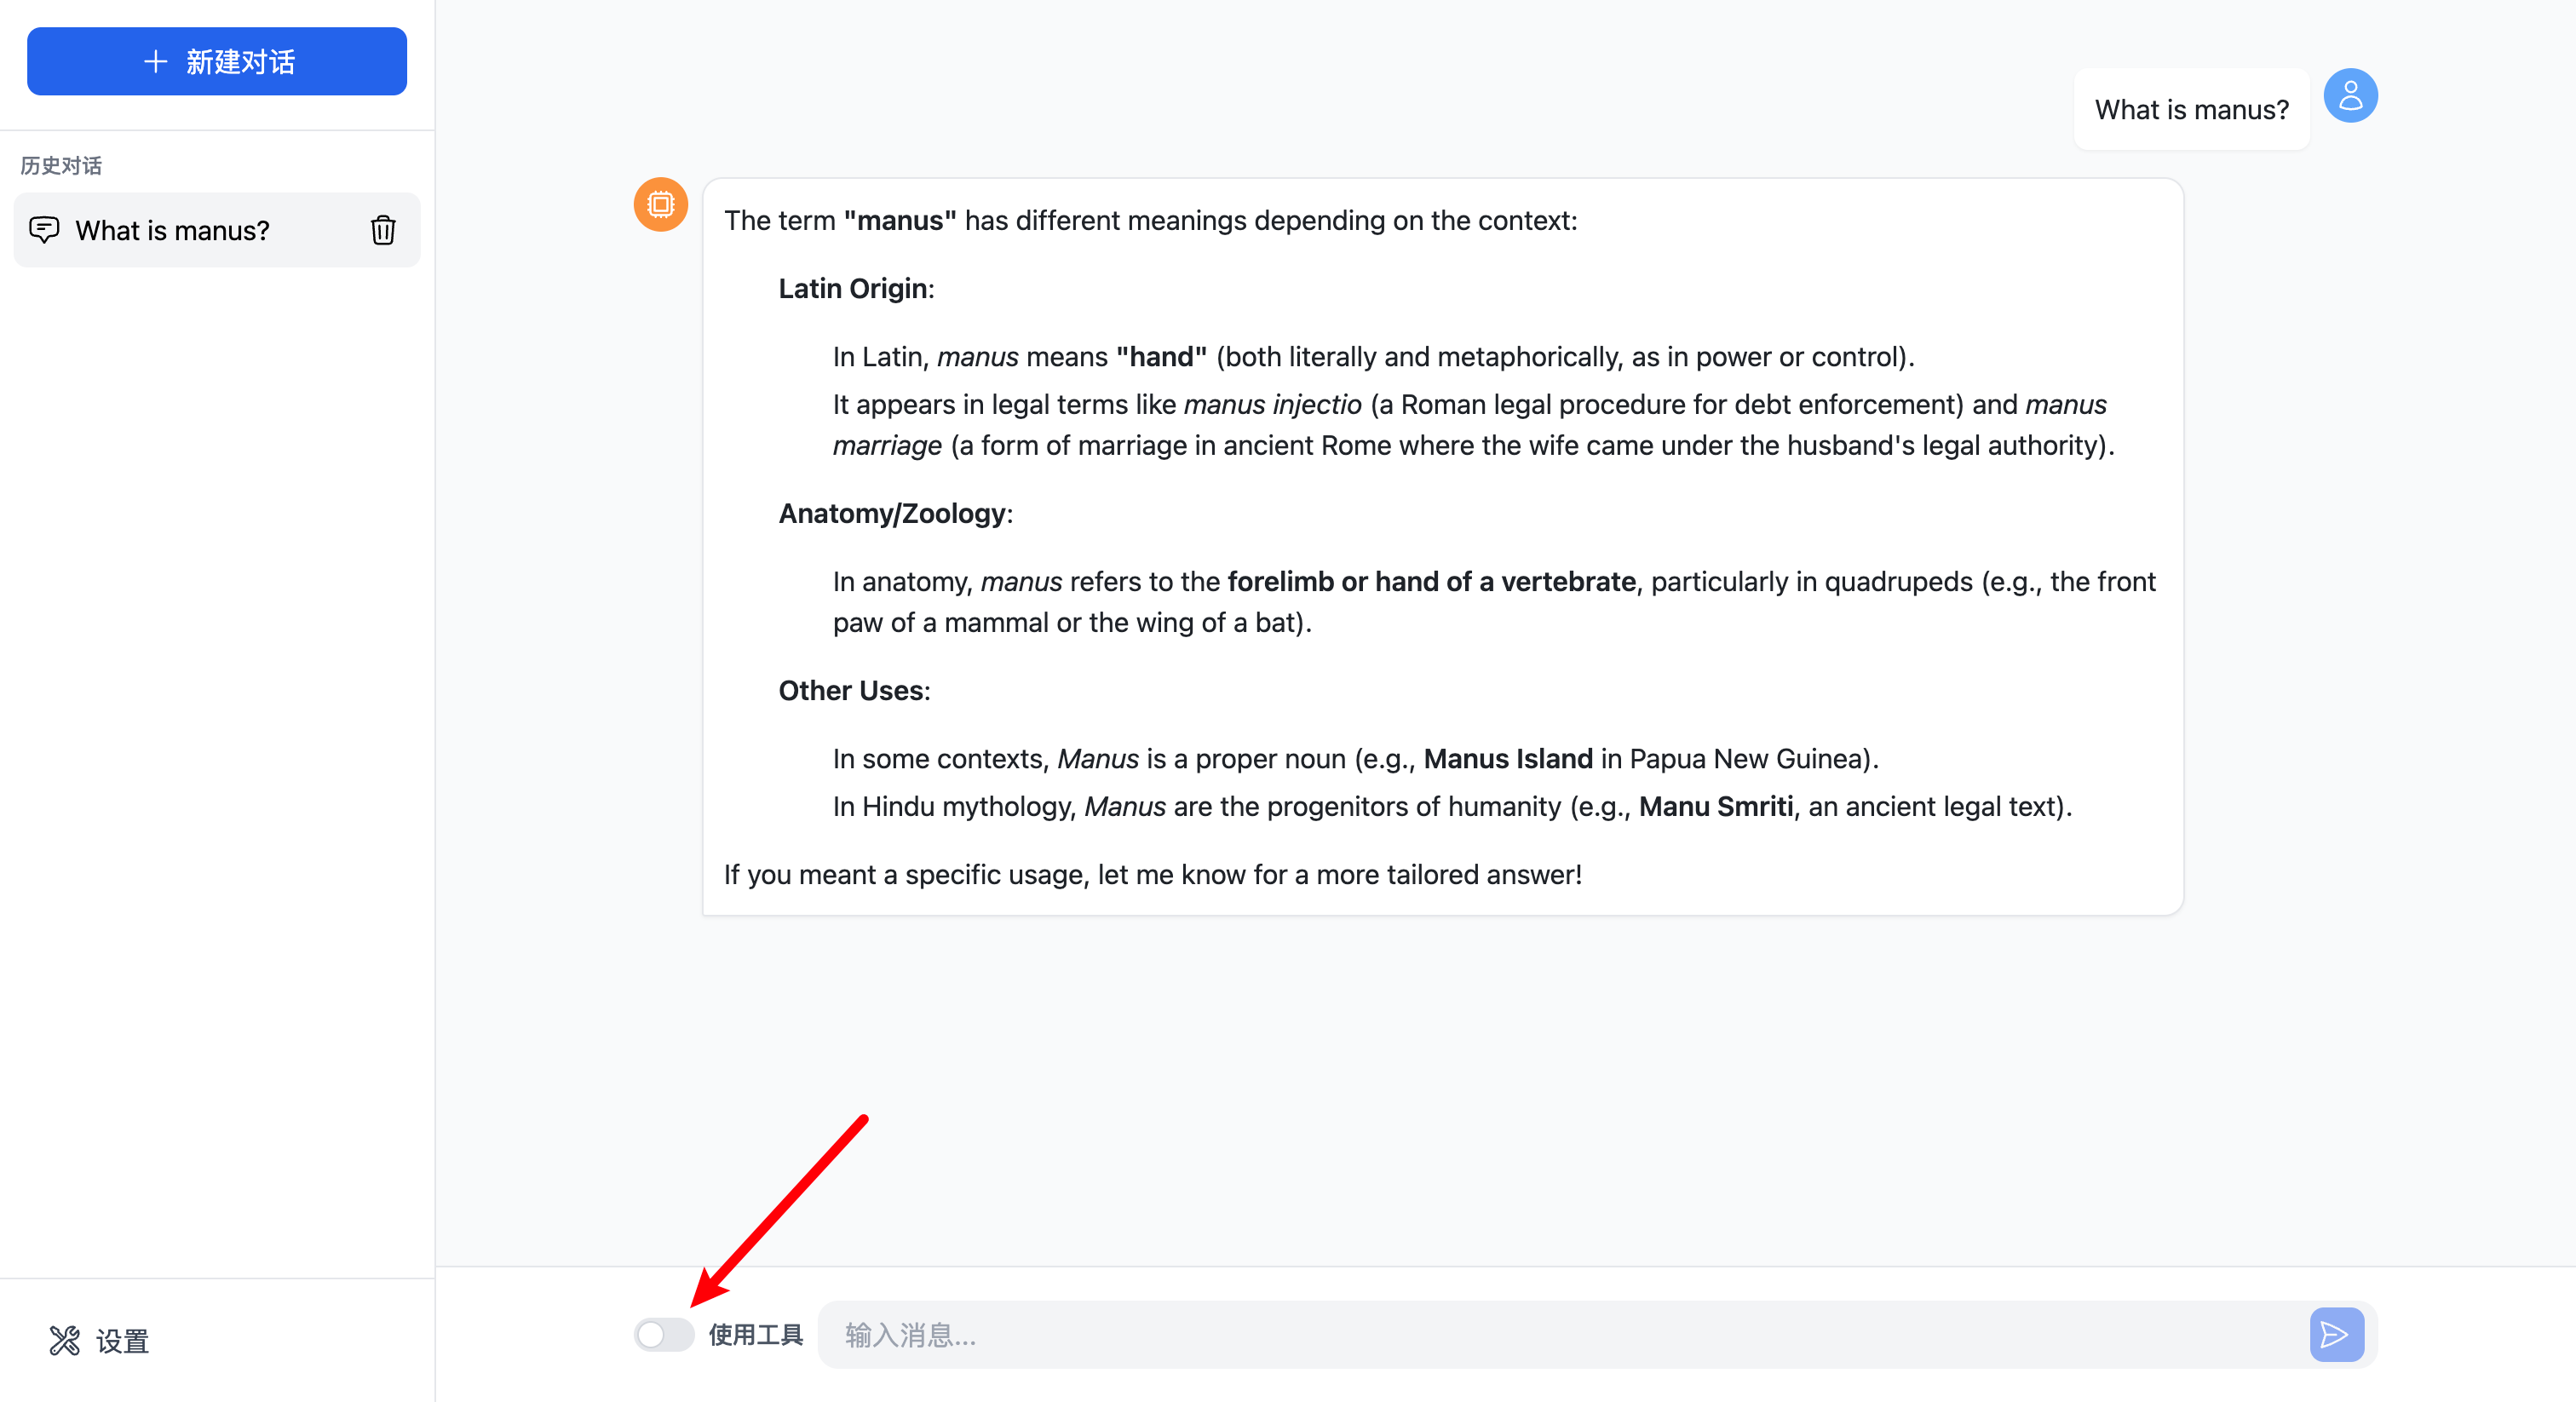 新建对话
历史对话
What is manus?
设置
What is manus?
The term "manus" has different meanings depending on the context:
Latin Origin:
In Latin, manus means "hand" (both literally and metaphorically, as in power or control).
It appears in legal terms like manus injectio (a Roman legal procedure for debt enforcement) and manus
marriage (a form of marriage in ancient Rome where the wife came under the husband's legal authority).
Anatomy/Zoology:
In anatomy, manus refers to the forelimb or hand of a vertebrate, particularly in quadrupeds (e.g., the front
paw of a mammal or the wing of a bat).
Other Uses:
In some contexts, Manus is a proper noun (e.g., Manus Island in Papua New Guinea).
In Hindu mythology, Manus are the progenitors of humanity (e.g., Manu Smriti, an ancient legal text).
If you meant a specific usage, let me know for a more tailored answer!
使用工具
输入消息...